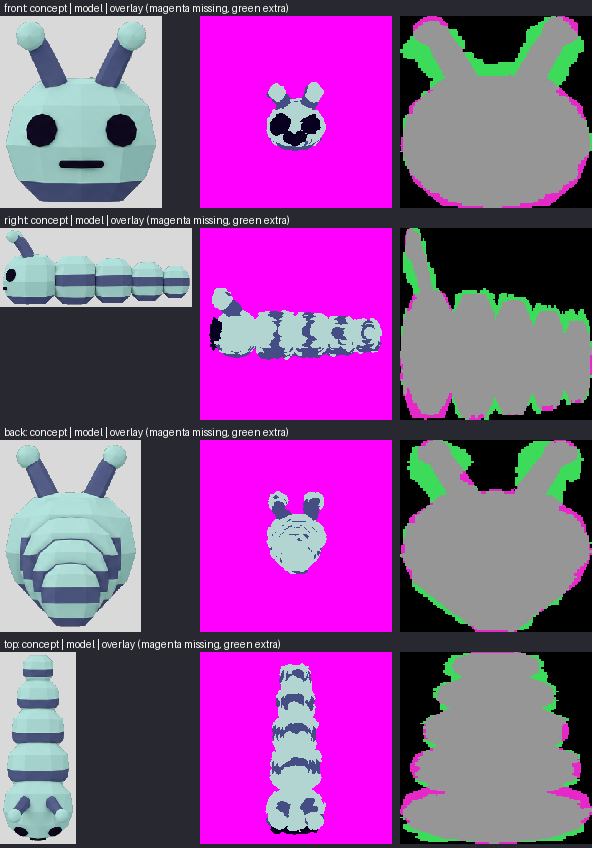 front: concept | model | overlay (magenta missing, green extra)
right: concept | model | overlay (magenta missing, green extra)
back: concept | model | overlay (magenta missing, green extra)
top: concept | model | overlay (magenta missing, green extra)